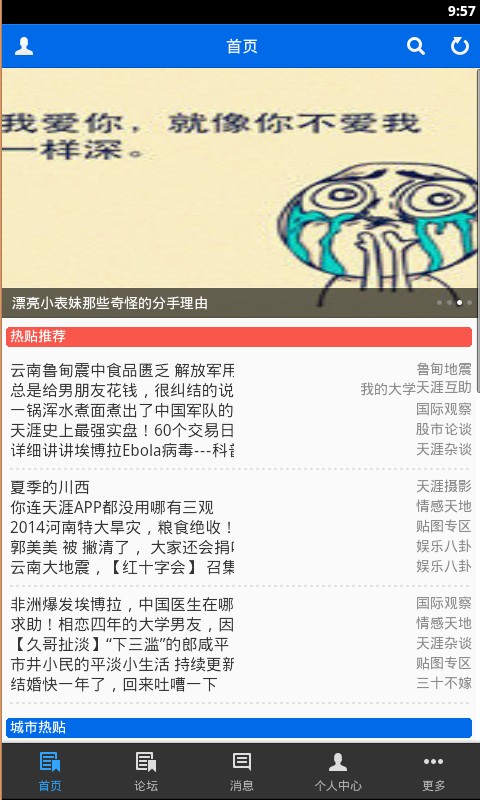 9:57
首页
我爱你，就像你不爱我
一样深。
漂亮小表妹那些奇怪的分手理由
热贴推荐
云南鲁甸震中食品匮乏 解放军用 鲁甸地震
总是给男朋友花钱，很纠结的说 我的大学天涯互助
一锅浑水煮面煮出了中国军队的 国际观察
天涯史上最强实盘！60个交易日 股市论谈
详细讲讲埃博拉Ebola病毒---科普 天涯杂谈
夏季的川西 天涯摄影
你连天涯APP都没用哪有三观 情感天地
2014河南特大旱灾，粮食绝收！ 贴图专区
郭美美 被 撇清了， 大家还会捐 娱乐八卦
云南大地震，【红十字会】 召集 娱乐八卦
非洲爆发埃博拉，中国医生在哪 国际观察
求助！相恋四年的大学男友，因 情感天地
【久哥扯淡】“下三滥”的郎咸平 天涯杂谈
市井小民的平淡小生活 持续更新 贴图专区
结婚快一年了，回来吐嘈一下 三十不嫁
城市热贴
首页 论坛 消息 个人中心 更多